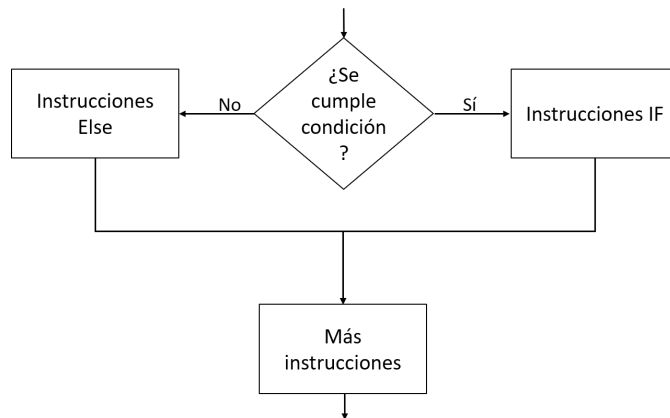 ¿Se
cumple
condición
?
No
Sí
Instrucciones
Else
Instrucciones IF
Más
instrucciones